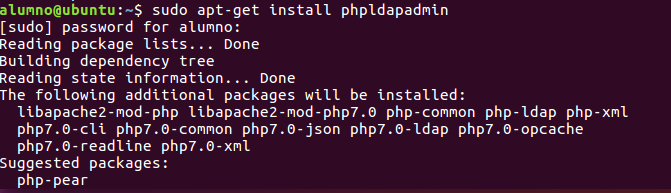 alumno@ubuntu:~$ sudo apt-get install phpldapadmin
[sudo] password for alumno:
Reading package lists... Done
Building dependency tree
Reading state information... Done
The following additional packages will be installed:
  libapache2-mod-php libapache2-mod-php7.0 php-common php-ldap php-xml
  php7.0-cli php7.0-common php7.0-json php7.0-ldap php7.0-opcache
  php7.0-readline php7.0-xml
Suggested packages:
  php-pear